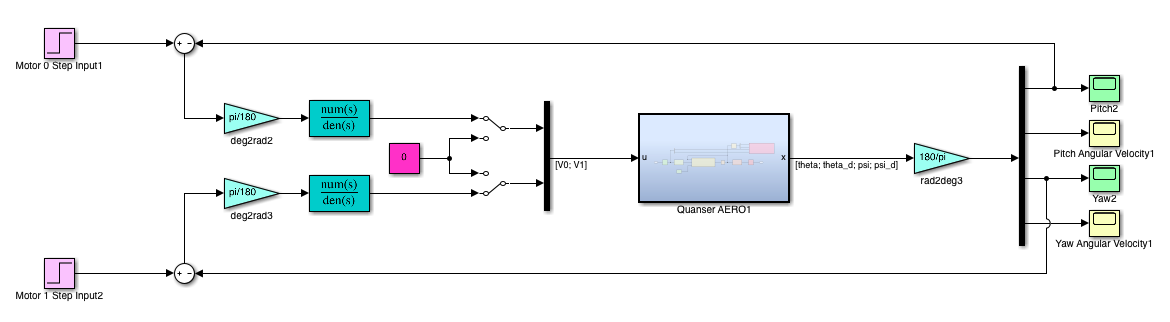 Motor 0 Step Input1
+ −
pi/180
deg2rad2
num(s)
den(s)
0
pi/180
deg2rad3
num(s)
den(s)
[V0; V1]
u
x
Quanser AERO1
[theta; theta_d; psi; psi_d]
180/pi
rad2deg3
Pitch2
Pitch Angular Velocity1
Yaw2
Yaw Angular Velocity1
+ −
Motor 1 Step Input2